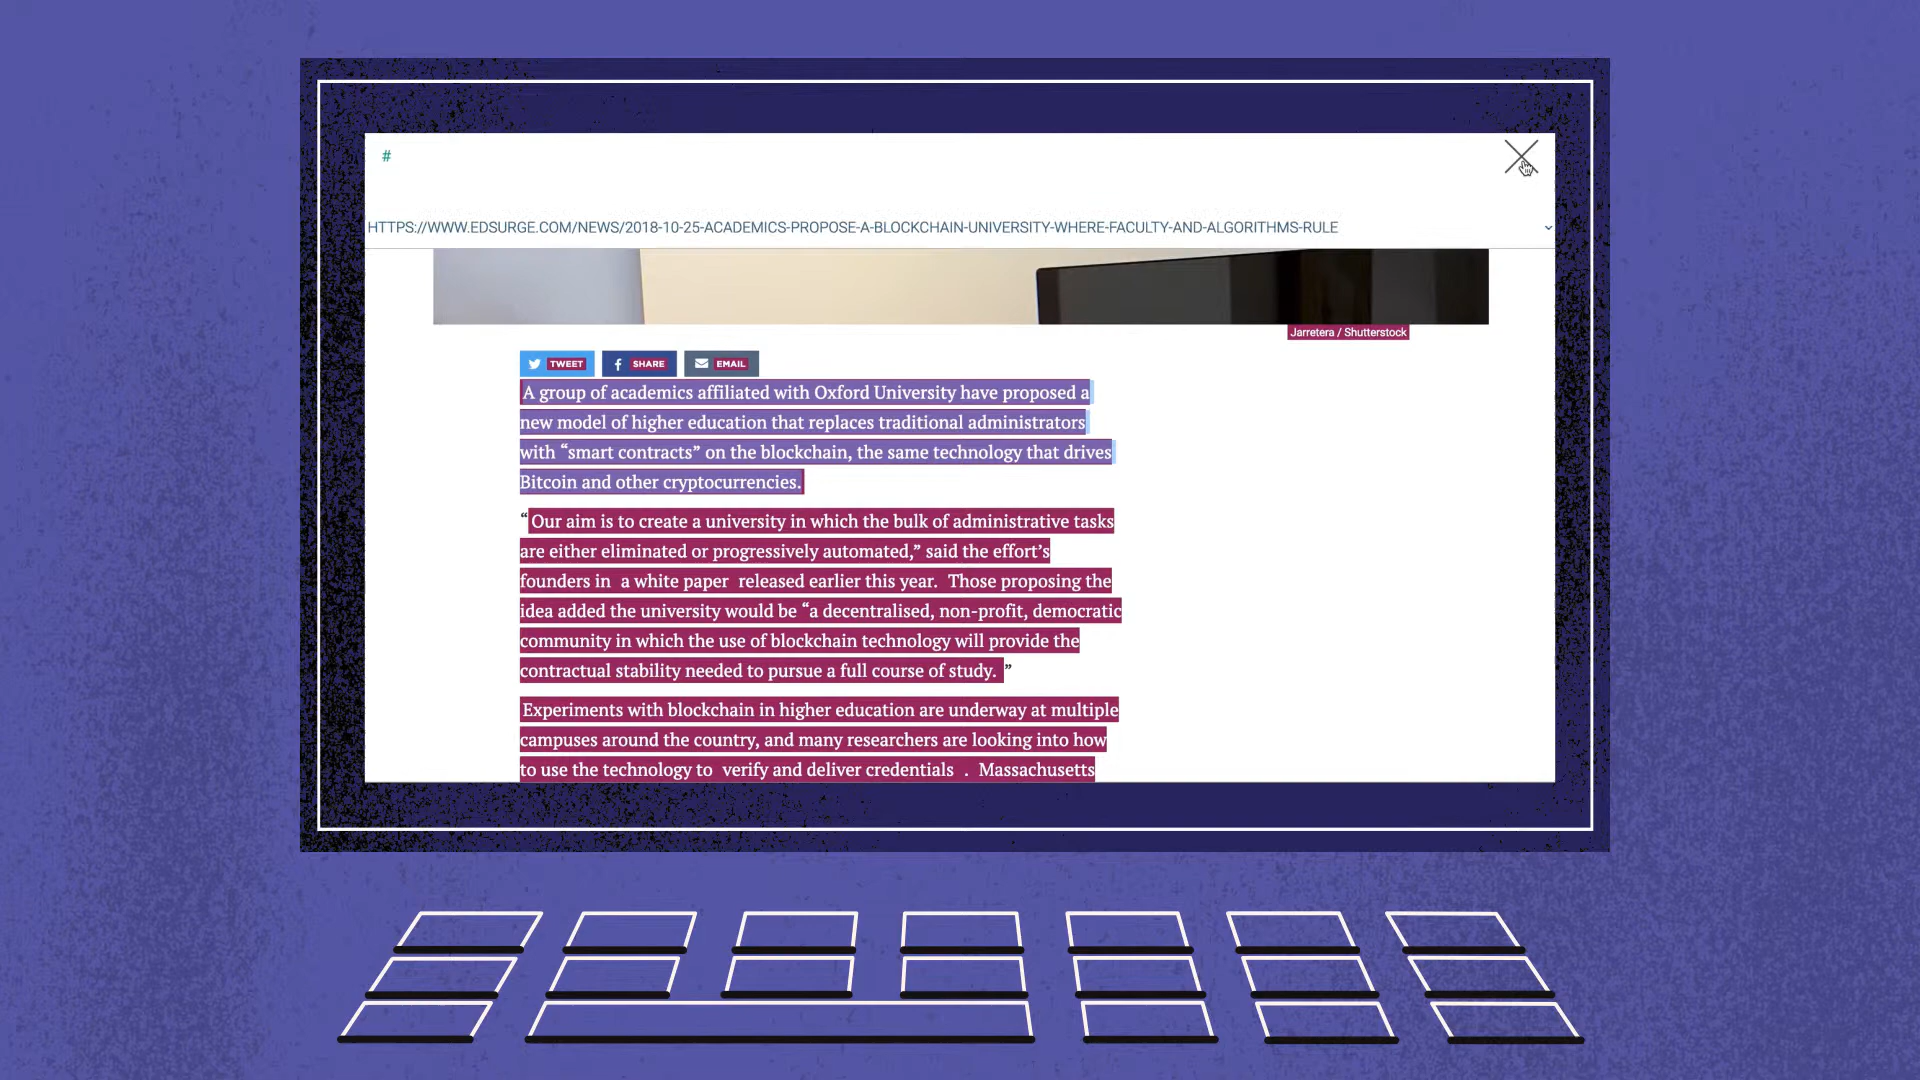 #
HTTPS://WWW.EDSURGE.COM/NEWS/2018-10-25-ACADEMICS-PROPOSE-A-BLOCKCHAIN-UNIVERSITY-WHERE-FACULTY-AND-ALGORITHMS-RULE
Jarretera / Shutterstock
TWEET SHARE EMAIL
A group of academics affiliated with Oxford University have proposed a
new model of higher education that replaces traditional administrators
with “smart contracts” on the blockchain, the same technology that drives
Bitcoin and other cryptocurrencies.
“Our aim is to create a university in which the bulk of administrative tasks
are either eliminated or progressively automated,” said the effort’s
founders in a white paper released earlier this year. Those proposing the
idea added the university would be “a decentralised, non-profit, democratic
community in which the use of blockchain technology will provide the
contractual stability needed to pursue a full course of study. ”
Experiments with blockchain in higher education are underway at multiple
campuses around the country, and many researchers are looking into how
to use the technology to verify and deliver credentials . Massachusetts